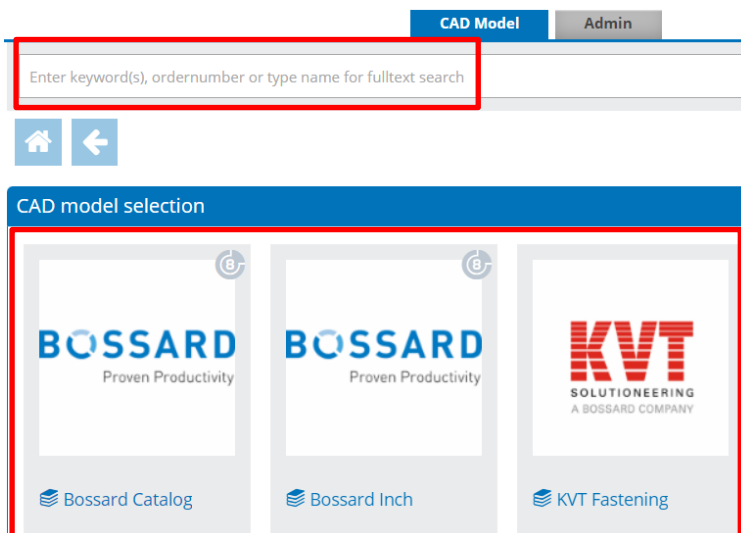 CAD Model Admin
Enter keyword(s), ordernumber or type name for fulltext search
CAD model selection
B B
BOSSARD BOSSARD KVT
Proven Productivity Proven Productivity SOLUTIONEERING
A BOSSARD COMPANY
Bossard Catalog Bossard Inch KVT Fastening